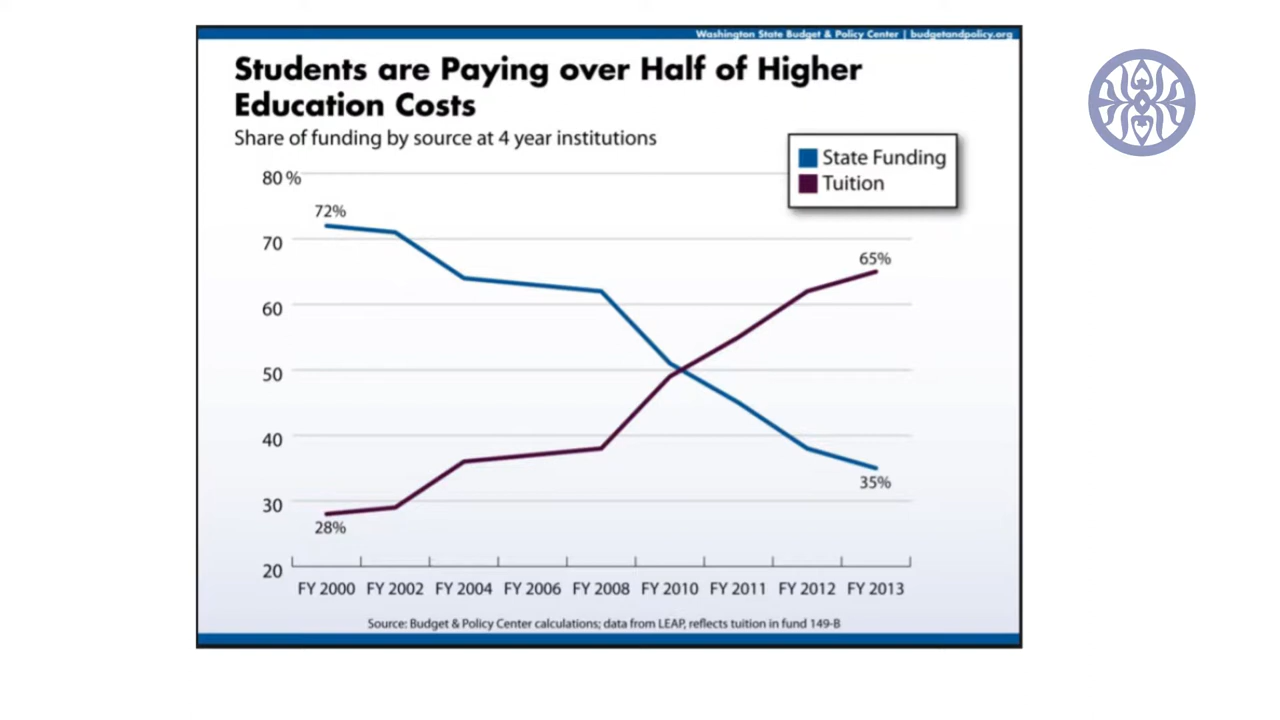 Washington State Budget & Policy Center | budgetandpolicy.org
Students are Paying over Half of Higher
Education Costs
Share of funding by source at 4 year institutions
State Funding
Tuition
80%
72%
70
65%
60
50
40
35%
30
28%
20
FY 2000 FY 2002 FY 2004 FY 2006 FY 2008 FY 2010 FY 2011 FY 2012 FY 2013
Source: Budget & Policy Center calculations; data from LEAP, reflects tuition in fund 149-B